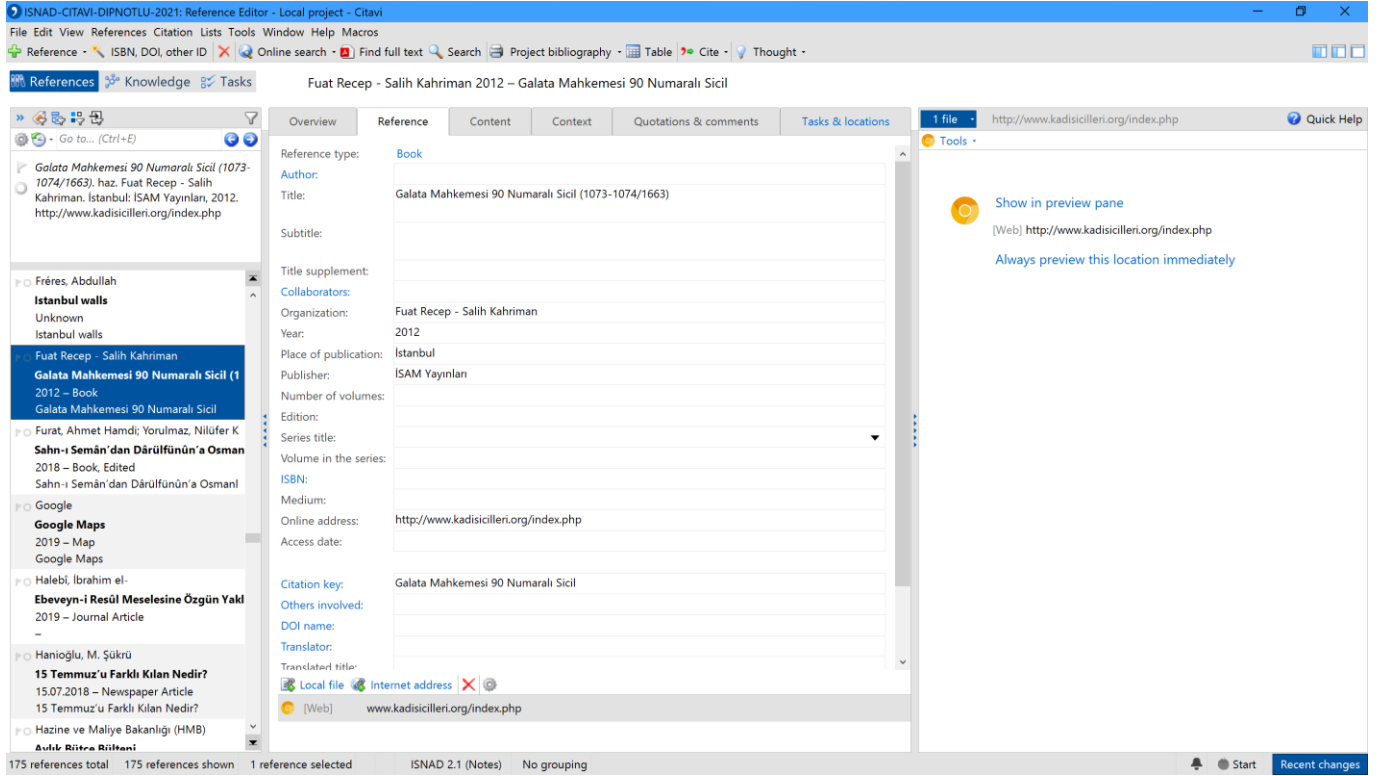 ISNAD-CITAVI-DIPNOTLU-2021: Reference Editor - Local project - Citavi
File Edit View References Citation Lists Tools Window Help Macros
Reference ISBN, DOI, other ID Online search Find full text Search Project bibliography Table Cite Thought
References Knowledge Tasks
Fuat Recep - Salih Kahriman 2012 – Galata Mahkemesi 90 Numaralı Sicil
Go to... (Ctrl+E)
Galata Mahkemesi 90 Numaralı Sicil (1073-
1074/1663). haz. Fuat Recep - Salih
Kahriman. İstanbul: İSAM Yayınları, 2012.
http://www.kadisicilleri.org/index.php
Fréres, Abdullah
Istanbul walls
Unknown
Istanbul walls
Fuat Recep - Salih Kahriman
Galata Mahkemesi 90 Numaralı Sicil (1
2012 – Book
Galata Mahkemesi 90 Numaralı Sicil
Furat, Ahmet Hamdi; Yorulmaz, Nilüfer K
Sahn-ı Semân'dan Dârülfünûn'a Osman
2018 – Book, Edited
Sahn-ı Semân'dan Dârülfünûn'a Osmanl
Google
Google Maps
2019 – Map
Google Maps
Halebî, İbrahim el-
Ebeveyn-i Resûl Meselesine Özgün Yakl
2019 – Journal Article
–
Hanioğlu, M. Şükrü
15 Temmuz'u Farklı Kılan Nedir?
15.07.2018 – Newspaper Article
15 Temmuz'u Farklı Kılan Nedir?
Hazine ve Maliye Bakanlığı (HMB)
Aylık Bütçe Bülteni
Overview Reference Content Context Quotations & comments Tasks & locations
Reference type: Book
Author:
Title: Galata Mahkemesi 90 Numaralı Sicil (1073-1074/1663)
Subtitle:
Title supplement:
Collaborators:
Organization: Fuat Recep - Salih Kahriman
Year: 2012
Place of publication: İstanbul
Publisher: İSAM Yayınları
Number of volumes:
Edition:
Series title:
Volume in the series:
ISBN:
Medium:
Online address: http://www.kadisicilleri.org/index.php
Access date:
Citation key: Galata Mahkemesi 90 Numaralı Sicil
Others involved:
DOI name:
Translator:
Translated title:
Local file Internet address
[Web] www.kadisicilleri.org/index.php
1 file http://www.kadisicilleri.org/index.php Quick Help
Tools
Show in preview pane
[Web] http://www.kadisicilleri.org/index.php
Always preview this location immediately
175 references total 175 references shown 1 reference selected ISNAD 2.1 (Notes) No grouping Start Recent changes